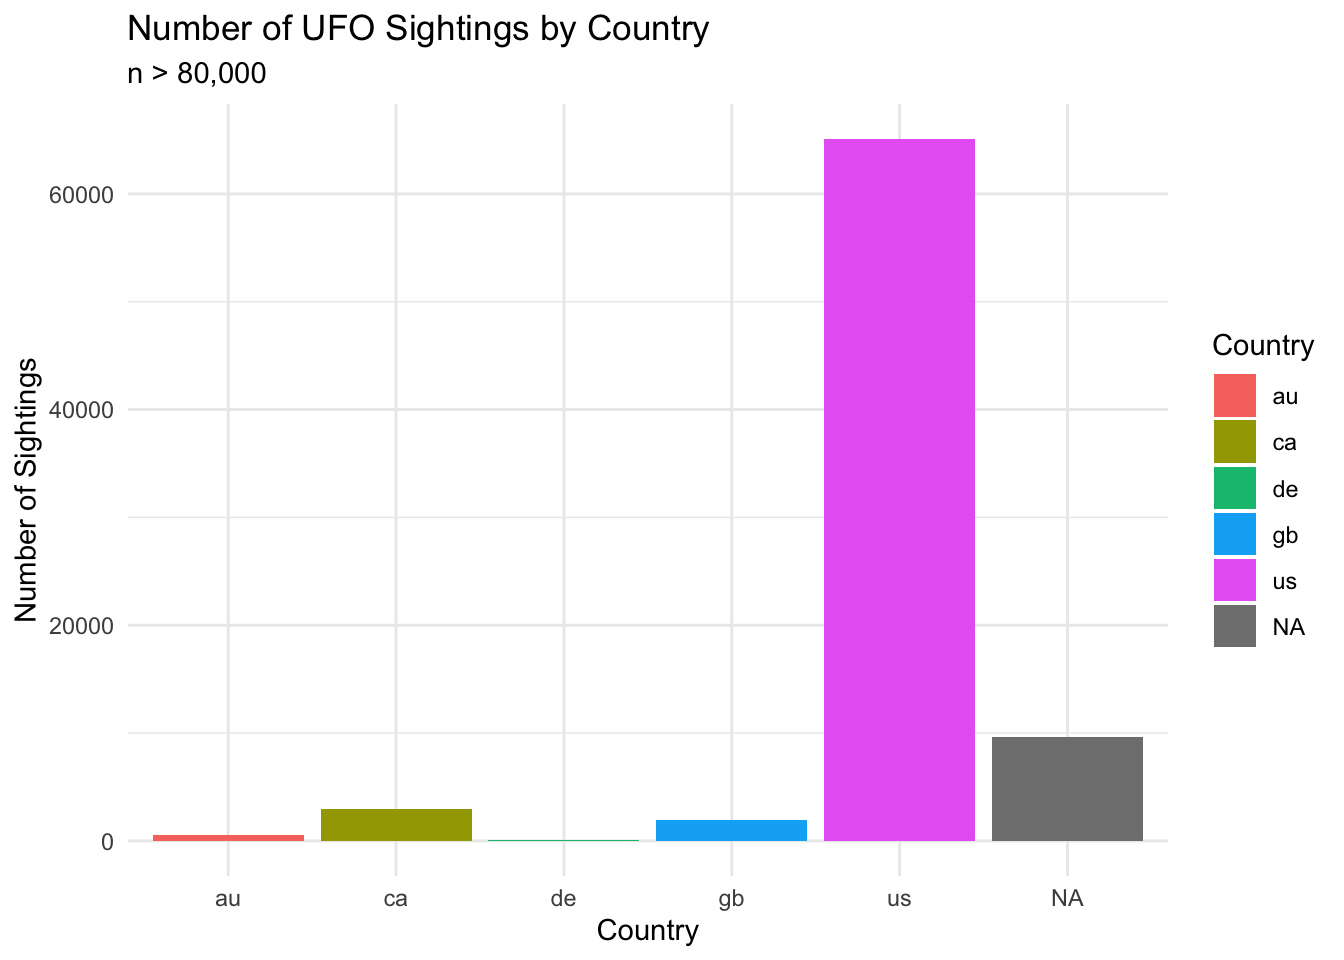 Number of UFO Sightings by Country
n > 80,000
Number of Sightings
60000
40000
20000
0
au
ca
de
gb
us
NA
Country
Country
au
ca
de
gb
us
NA